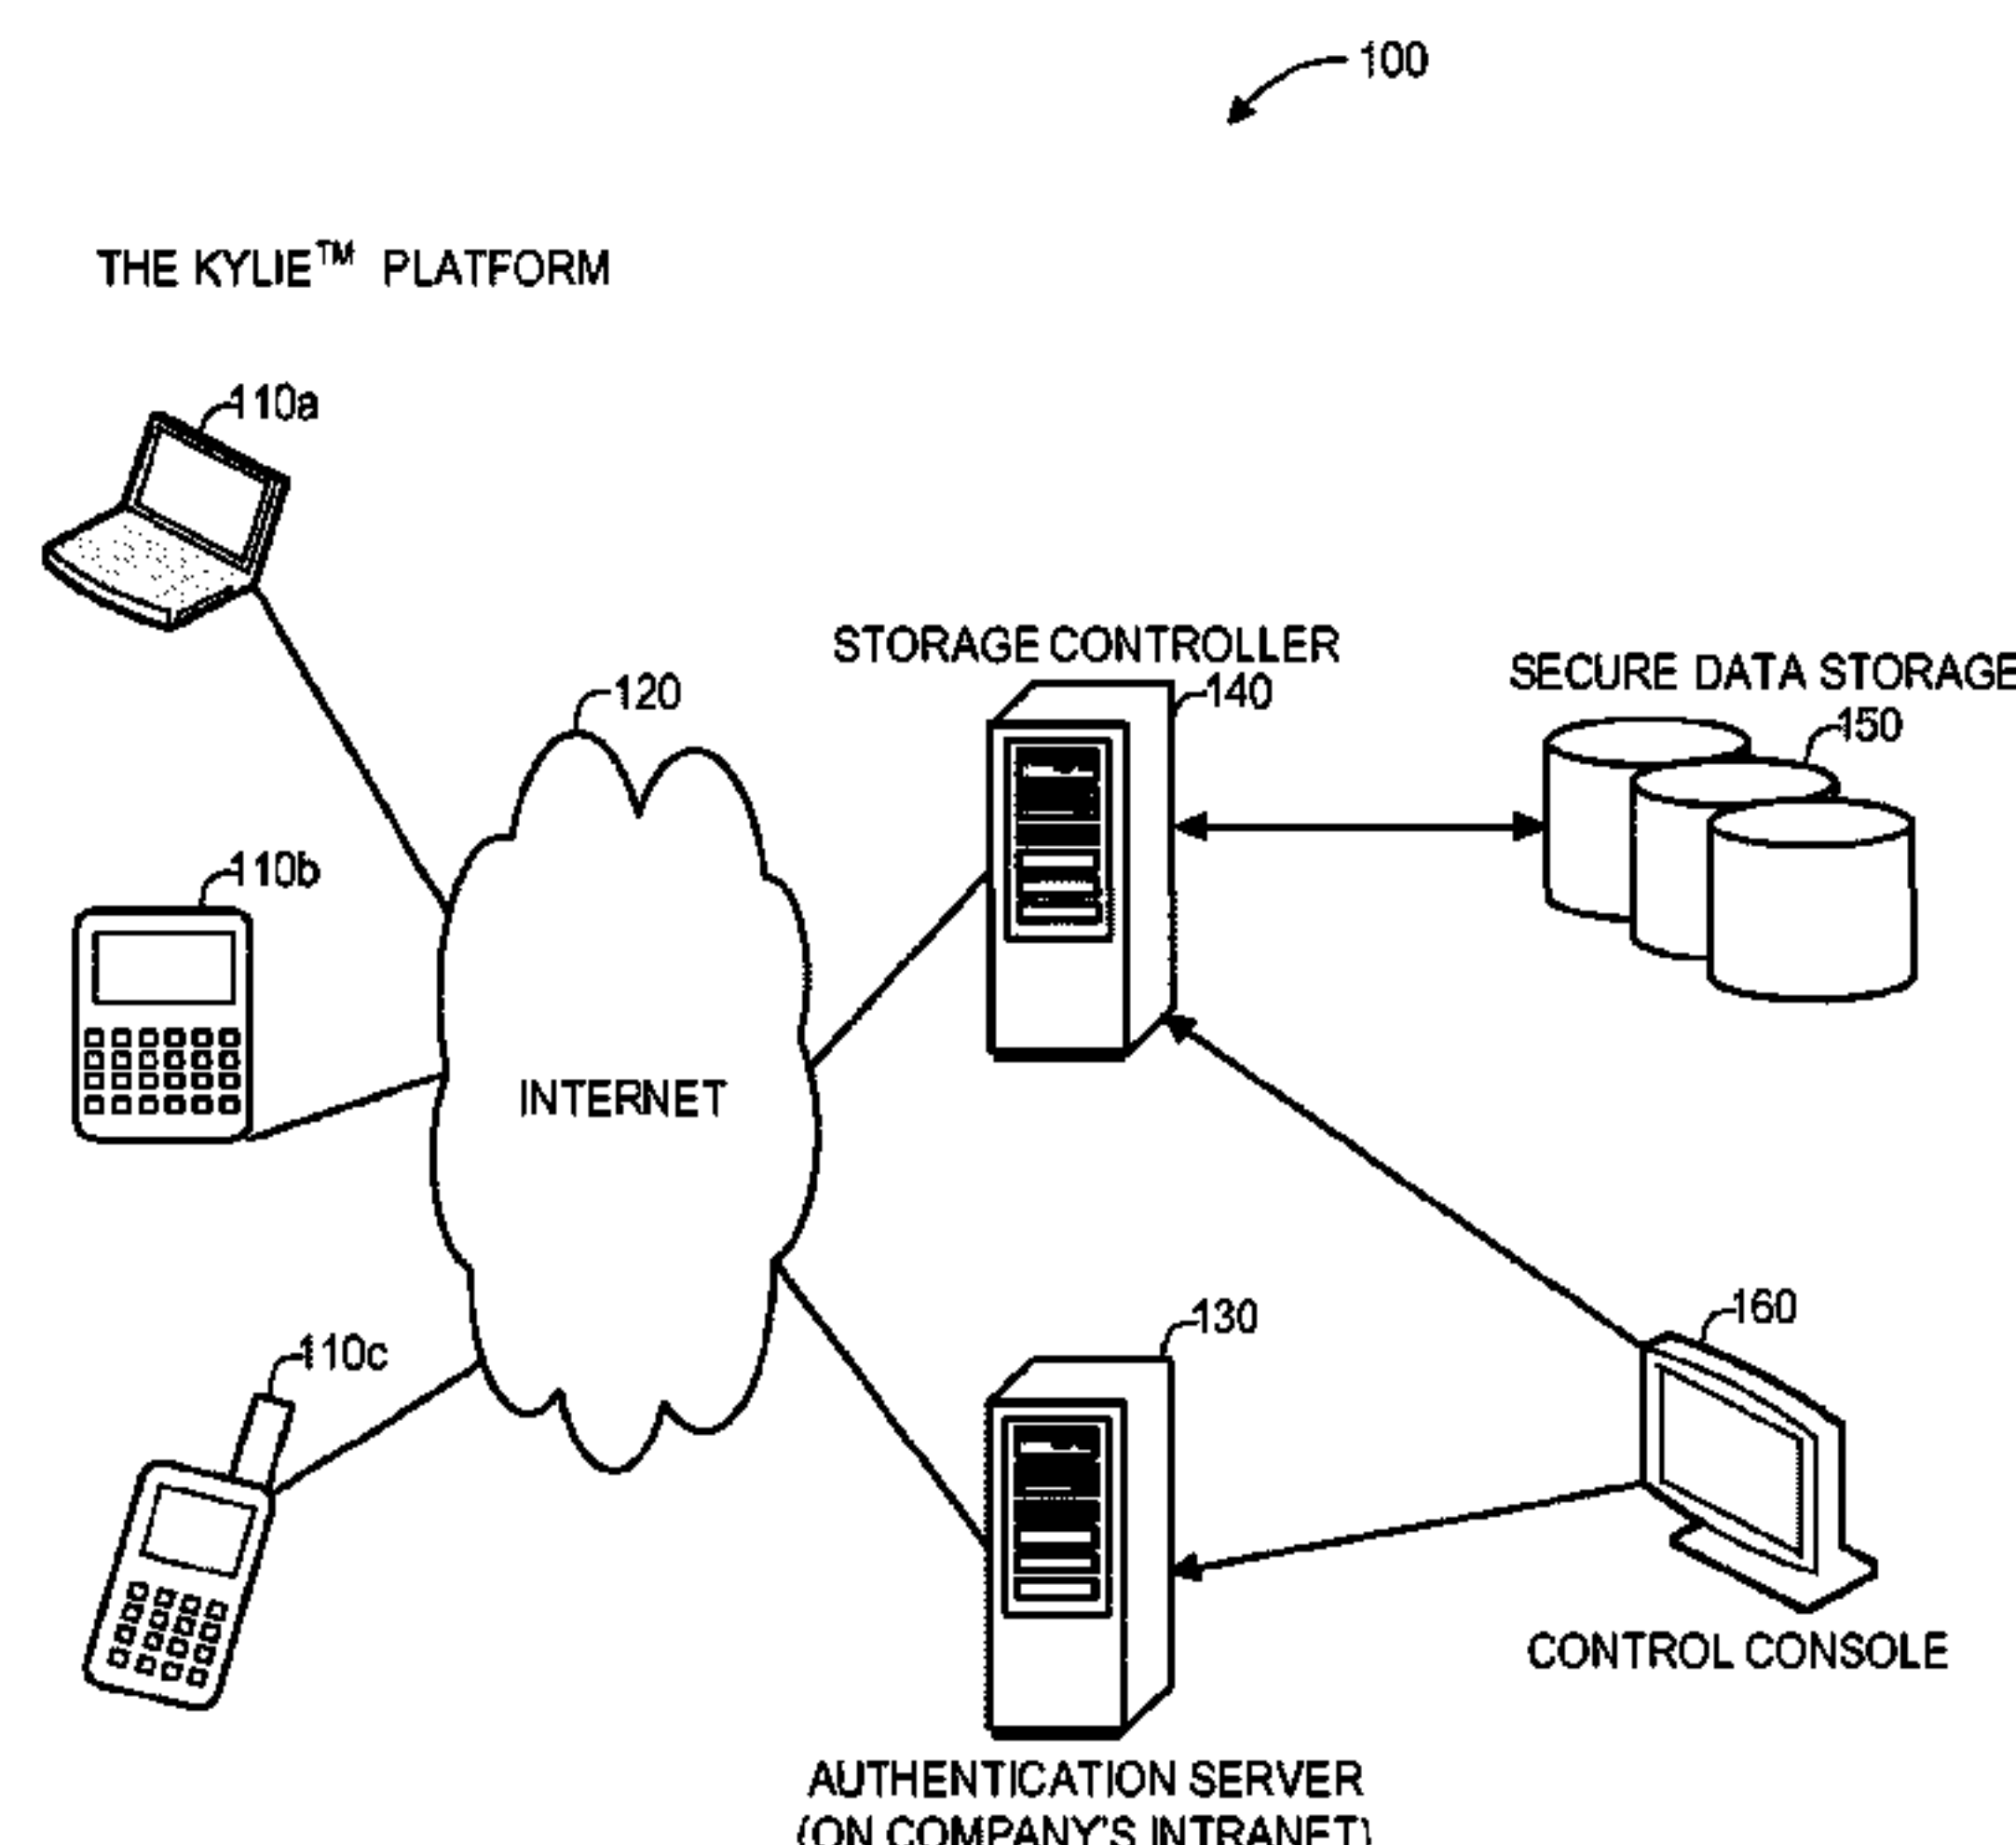 100
THE KYLIE™ PLATFORM
110a
STORAGE CONTROLLER
140
SECURE DATA STORAGE
150
120
110b
INTERNET
110c
130
160
CONTROL CONSOLE
AUTHENTICATION SERVER
(ON COMPANY'S INTRANET)